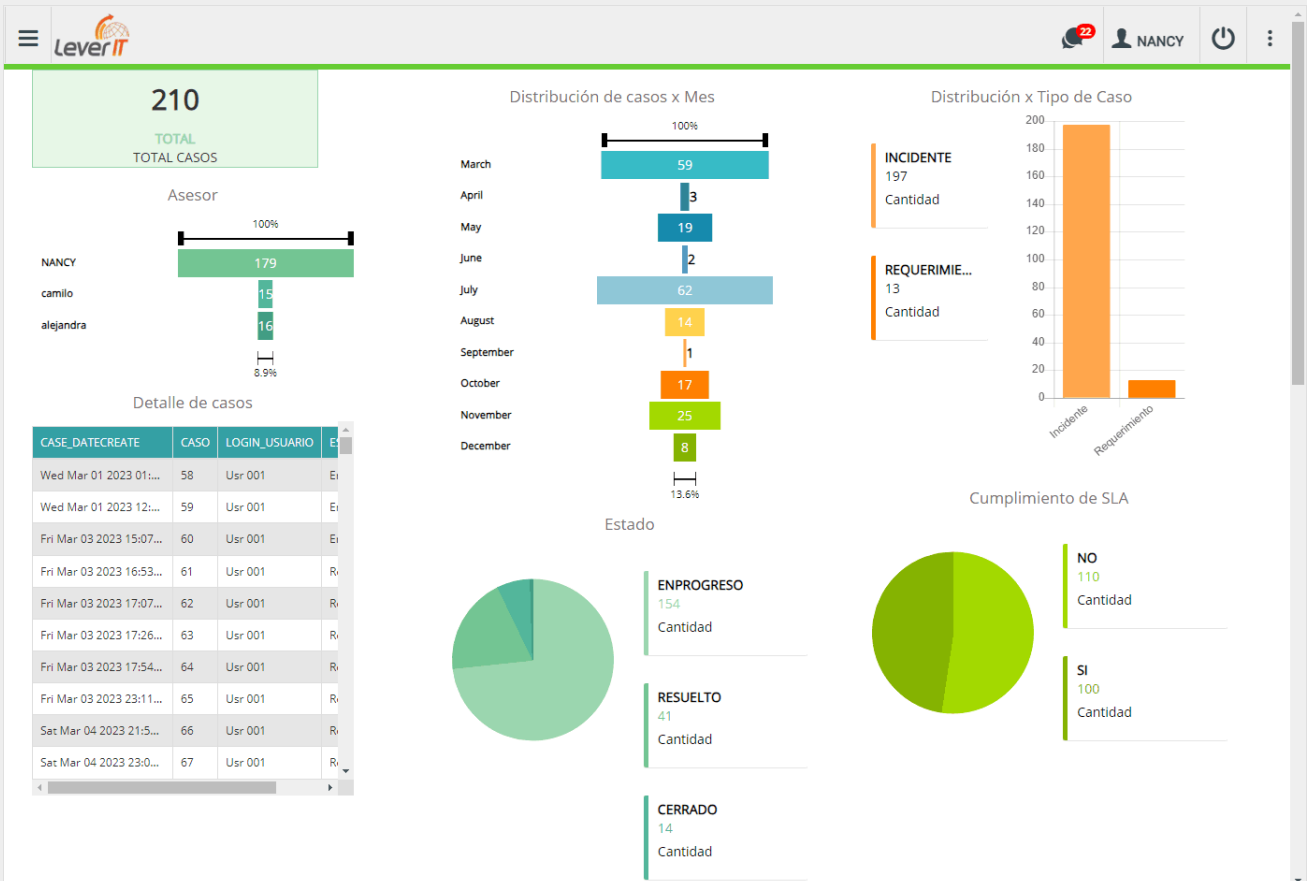 Lever IT
22
NANCY
210
TOTAL
TOTAL CASOS
Asesor
100%
NANCY 179
camilo 15
alejandra 16
8.9%
Detalle de casos
CASE_DATECREATE CASO LOGIN_USUARIO
Wed Mar 01 2023 01:... 58 Usr 001
Wed Mar 01 2023 12:... 59 Usr 001
Fri Mar 03 2023 15:07... 60 Usr 001
Fri Mar 03 2023 16:53... 61 Usr 001
Fri Mar 03 2023 17:07... 62 Usr 001
Fri Mar 03 2023 17:26... 63 Usr 001
Fri Mar 03 2023 17:54... 64 Usr 001
Fri Mar 03 2023 23:11... 65 Usr 001
Sat Mar 04 2023 21:5... 66 Usr 001
Sat Mar 04 2023 23:0... 67 Usr 001
Distribución de casos x Mes
100%
March 59
April 3
May 19
June 2
July 62
August 14
September 1
October 17
November 25
December 8
13.6%
Estado
ENPROGRESO
154
Cantidad
RESUELTO
41
Cantidad
CERRADO
14
Cantidad
Distribución x Tipo de Caso
INCIDENTE
197
Cantidad
REQUERIMIE...
13
Cantidad
200
180
160
140
120
100
80
60
40
20
0
Incidente
Requerimiento
Cumplimiento de SLA
NO
110
Cantidad
SI
100
Cantidad